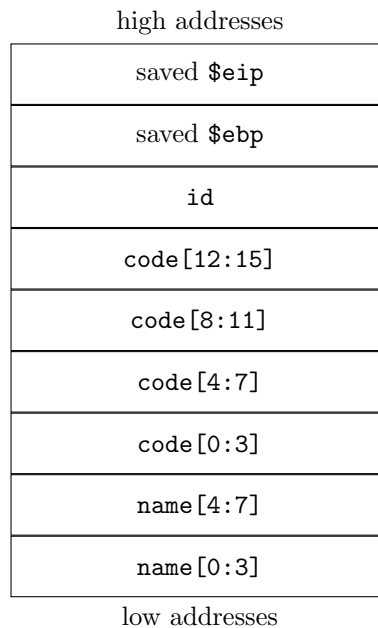 high addresses
saved $eip
saved $ebp
id
code[12:15]
code[8:11]
code[4:7]
code[0:3]
name[4:7]
name[0:3]
low addresses